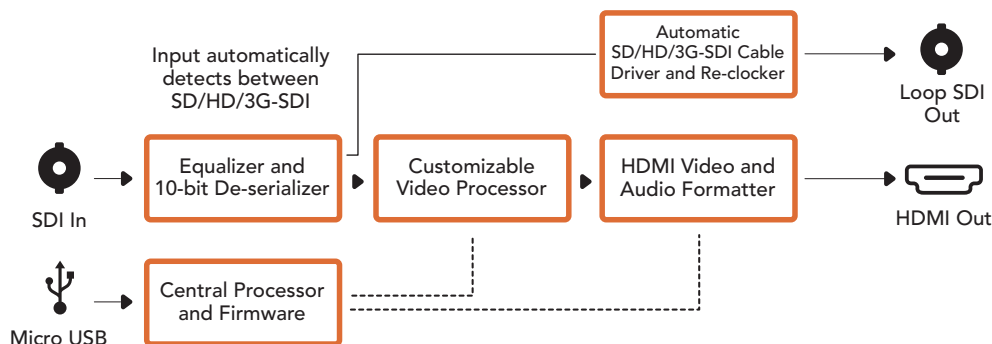 Input automatically
detects between
SD/HD/3G-SDI
Automatic
SD/HD/3G-SDI Cable
Driver and Re-clocker
Loop SDI
Out
SDI In
Equalizer and
10-bit De-serializer
Customizable
Video Processor
HDMI Video and
Audio Formatter
HDMI Out
Micro USB
Central Processor
and Firmware